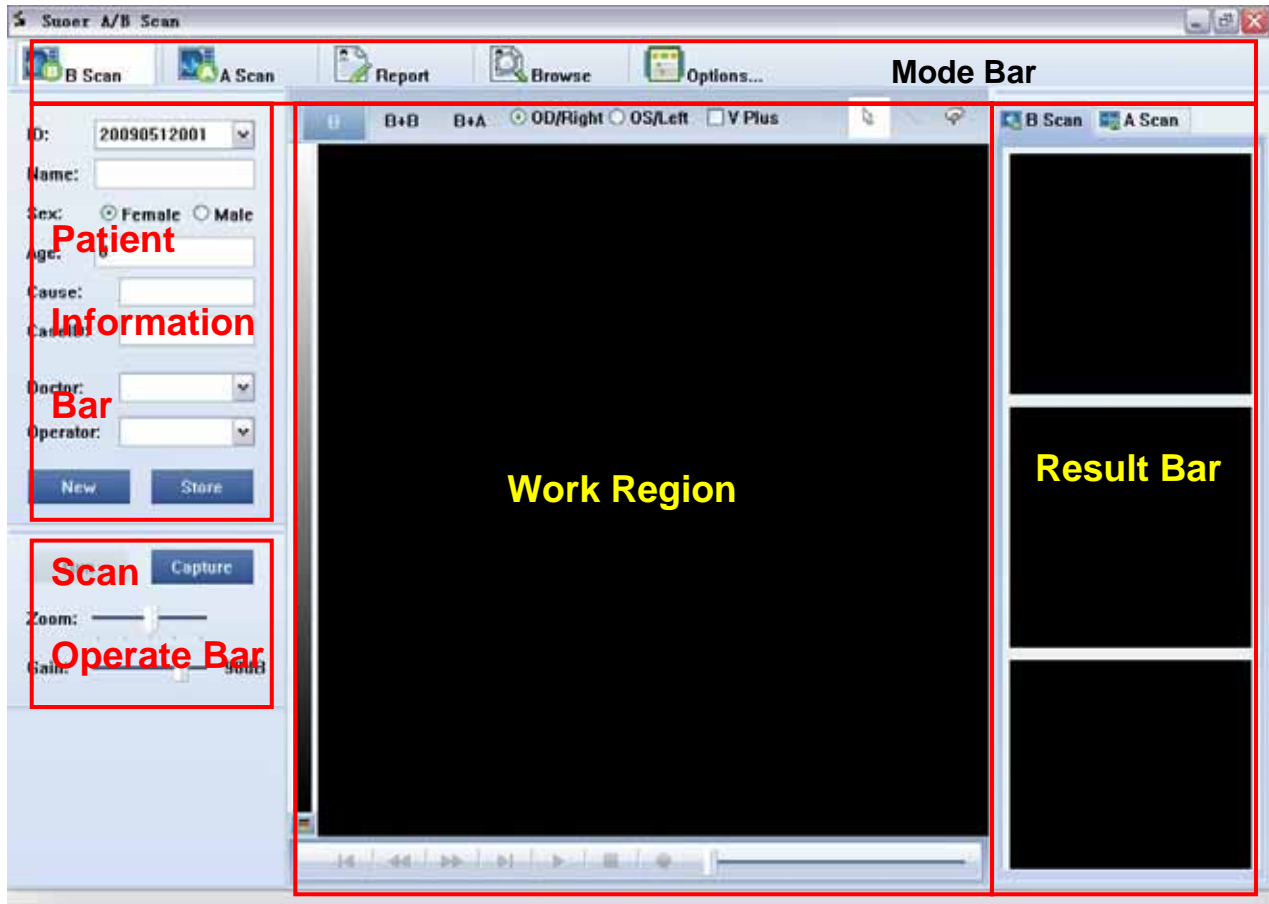 Suoer A/B Scan
B Scan A Scan Report Browse Options... Mode Bar
B B+B B+A OD/Right OS/Left V Plus
B Scan A Scan
ID: 20090512001
Name:
Sex: Female Male
Patient
Age:
Cause:
Information
Doctor:
Bar
Operator:
New Store
Work Region
Result Bar
Scan
Capture
Zoom:
Operate Bar
Gain: